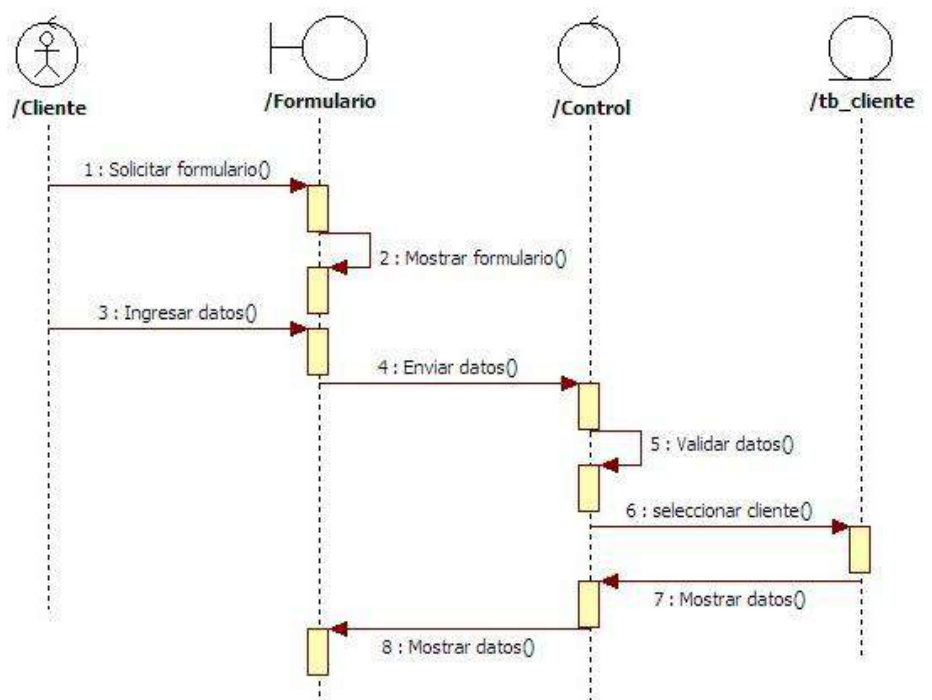 /Cliente
/Formulario
/Control
/tb_cliente
1 : Solicitar formulario()
2 : Mostrar formulario()
3 : Ingresar datos()
4 : Enviar datos()
5 : Validar datos()
6 : seleccionar cliente()
7 : Mostrar datos()
8 : Mostrar datos()